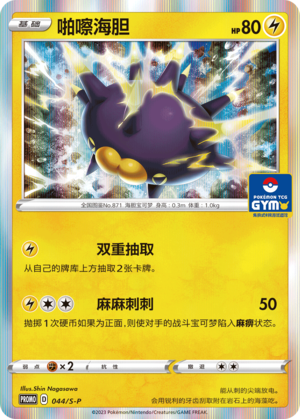 基础 啪嚓海胆 HP80
POKÉMON TCG
GYM
全国图鉴No.871 海胆宝可梦 身高：0.3m 体重：1.0kg
双重抽取
从自己的牌库上方抽取2张卡牌。
麻麻刺刺 50
抛掷1次硬币如果为正面，则使对手的战斗宝可梦陷入麻痹状态。
弱点 ×2 抗性 撤退
Illus.Shin Nagasawa
PROMO D 044/S-P
能从刺的尖端放电。
会用锐利的牙齿刮取附在岩石上的海藻吃。
©2023 Pokémon/Nintendo/Creatures/GAME FREAK.